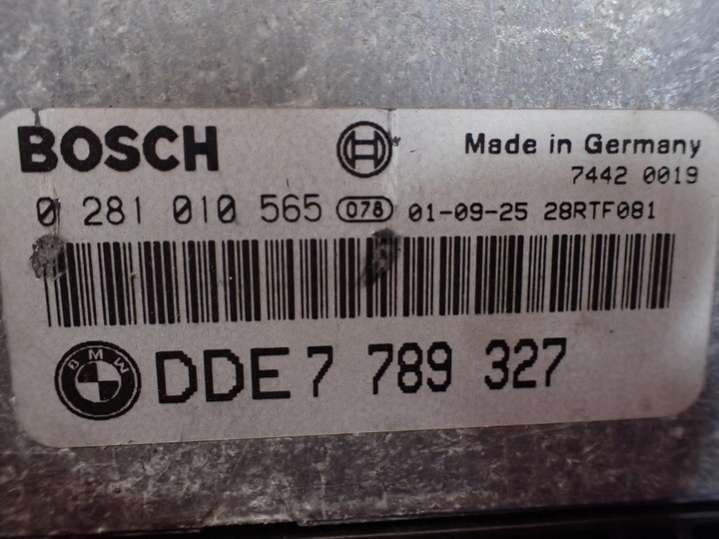 BOSCH
Made in Germany
7442 0019
0 281 010 565 078 01-09-25 28RTF081
BMW DDE 7 789 327